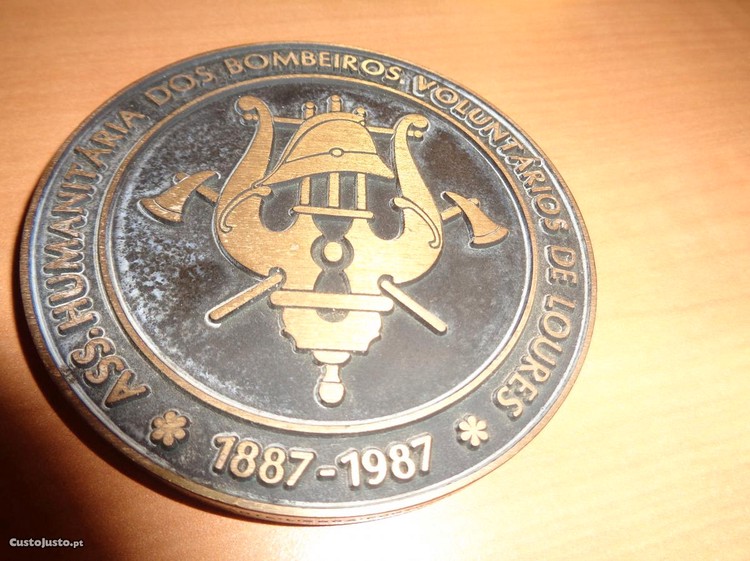 ASS. HUMANITÁRIA DOS BOMBEIROS VOLUNTÁRIOS DE LOURES
1887-1987
CustoJusto.pt